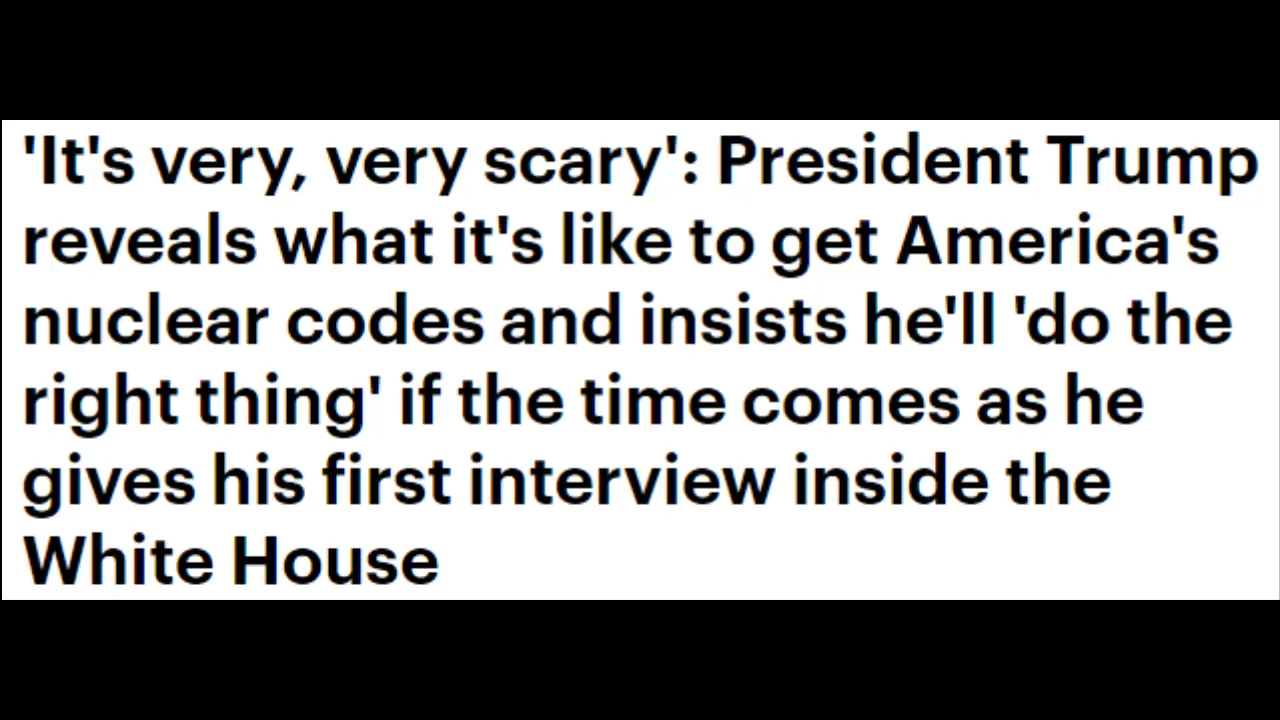 'It's very, very scary': President Trump
reveals what it's like to get America's
nuclear codes and insists he'll 'do the
right thing' if the time comes as he
gives his first interview inside the
White House